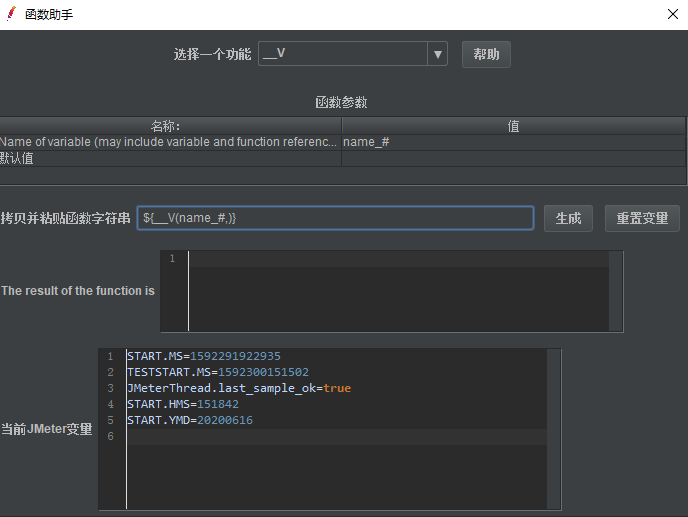 函数助手
选择一个功能 __V 帮助
函数参数
名称: 值
Name of variable (may include variable and function referenc... name_#
默认值
拷贝并粘贴函数字符串 ${__V(name_#,)} 生成 重置变量
The result of the function is
1
当前JMeter变量
1 START.MS=1592291922935
2 TESTSTART.MS=1592300151502
3 JMeterThread.last_sample_ok=true
4 START.HMS=151842
5 START.YMD=20200616
6